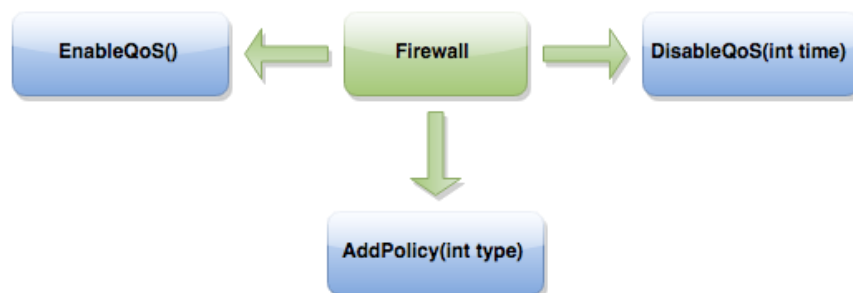 EnableQoS()
Firewall
DisableQoS(int time)
AddPolicy(int type)